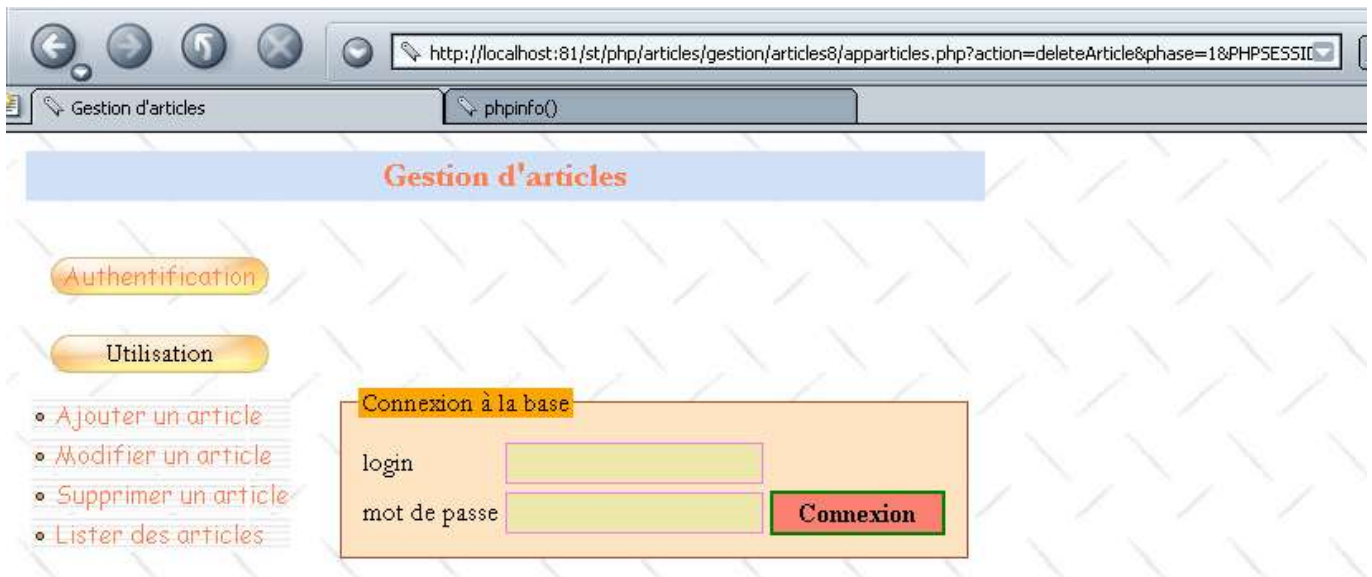 http://localhost:81/st/php/articles/gestion/articles8/apparticles.php?action=deleteArticle&phase=1&PHPSESSID
Gestion d'articles
phpinfo()
Gestion d'articles
Authentification
Utilisation
Ajouter un article
Modifier un article
Supprimer un article
Lister des articles
Connexion à la base
login
mot de passe
Connexion